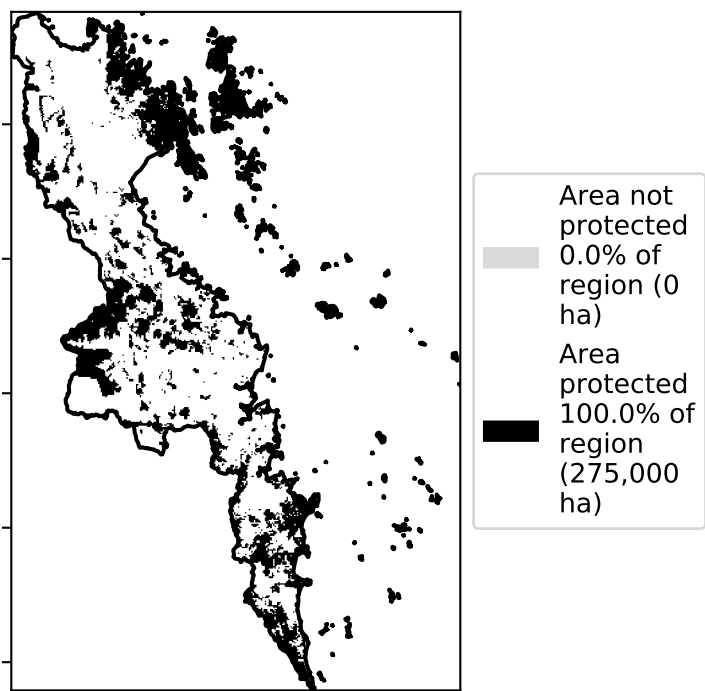 Area not
protected
0.0% of
region (0
ha)
Area
protected
100.0% of
region
(275,000
ha)